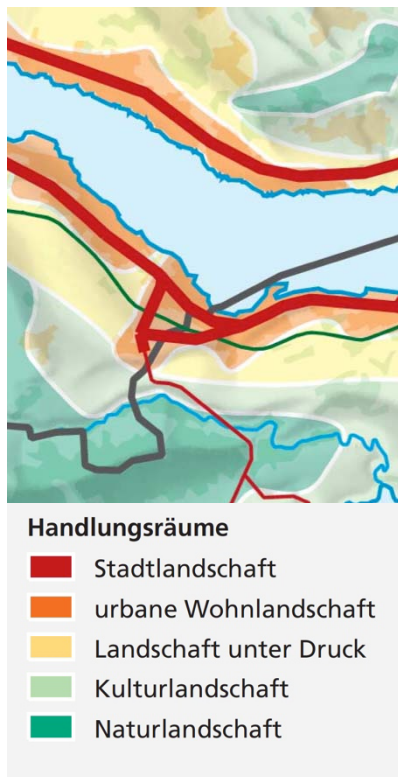 Handlungsräume
Stadtlandschaft
urbane Wohnlandschaft
Landschaft unter Druck
Kulturlandschaft
Naturlandschaft